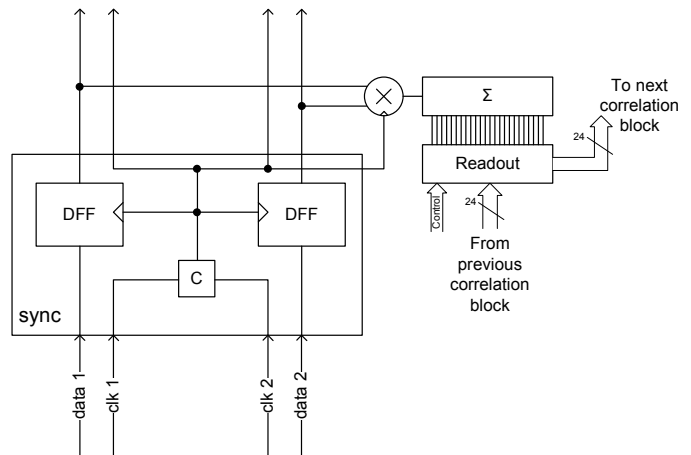 Σ
To next
correlation
block
24
Readout
DFF
DFF
Control
24
From
previous
correlation
block
C
sync
data 1
clk 1
clk 2
data 2